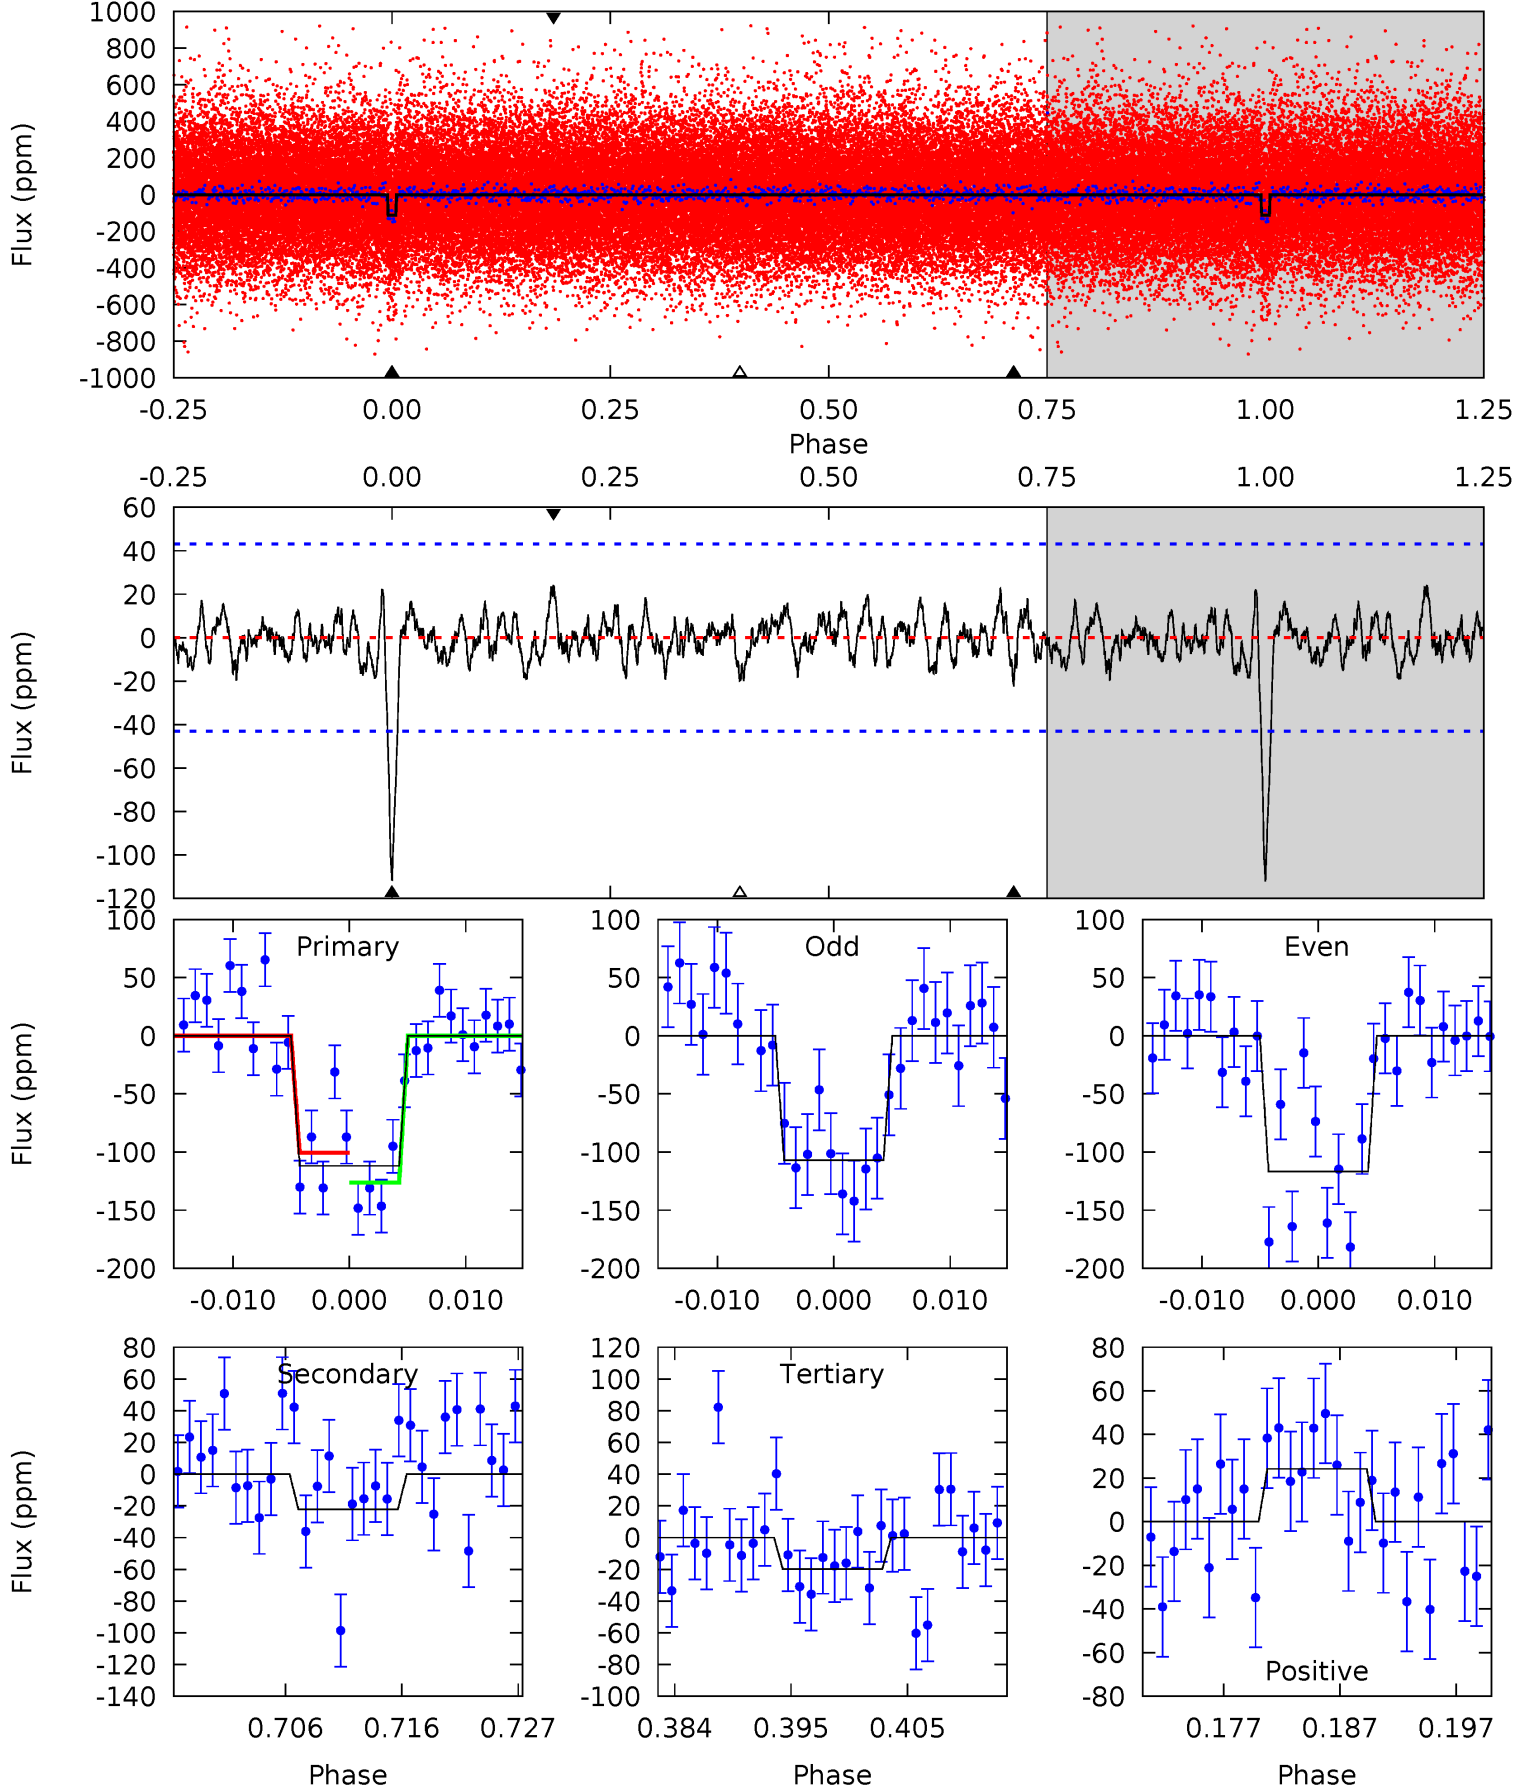 1000
800
600
400
200
0
-200
-400
-600
-800
-1000
Flux (ppm)
-0.25 0.00 0.25 0.50 0.75 1.00 1.25
Phase
-0.25 0.00 0.25 0.50 0.75 1.00 1.25
60
40
20
0
-20
-40
-60
-80
-100
-120
Flux (ppm)
Primary Odd Even
100 100 100
50 50 50
0 0 0
-50 -50 -50
-100 -100 -100
-150 -150 -150
-200 -200 -200
Flux (ppm)
-0.010 0.000 0.010 -0.010 0.000 0.010 -0.010 0.000 0.010
Secondary Tertiary
80 120 80
60 100 60
40 80 40
20 60 20
0 40 0
-20 20 -20
-40 0 -40
-60 -20 -60
-80 -40 -80
-100 -60
-120 -80
-140 -100
Flux (ppm)
Positive
0.706 0.716 0.727 0.384 0.395 0.405 0.177 0.187 0.197
Phase Phase Phase